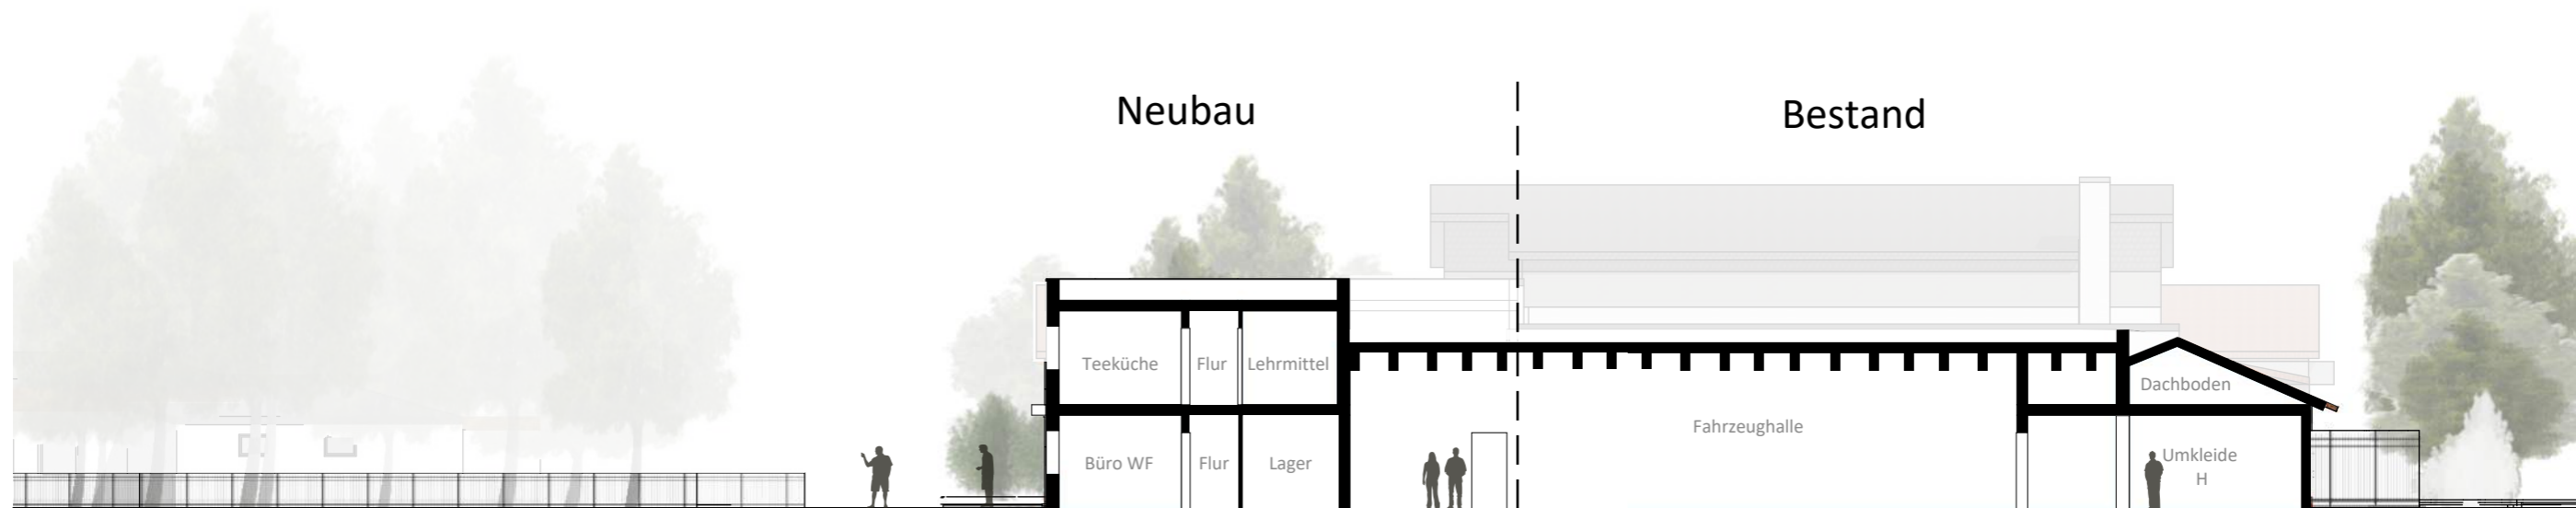 Neubau
Bestand
Teeküche
Flur
Lehrmittel
Dachboden
Fahrzeughalle
Büro WF
Flur
Lager
Umkleide
H